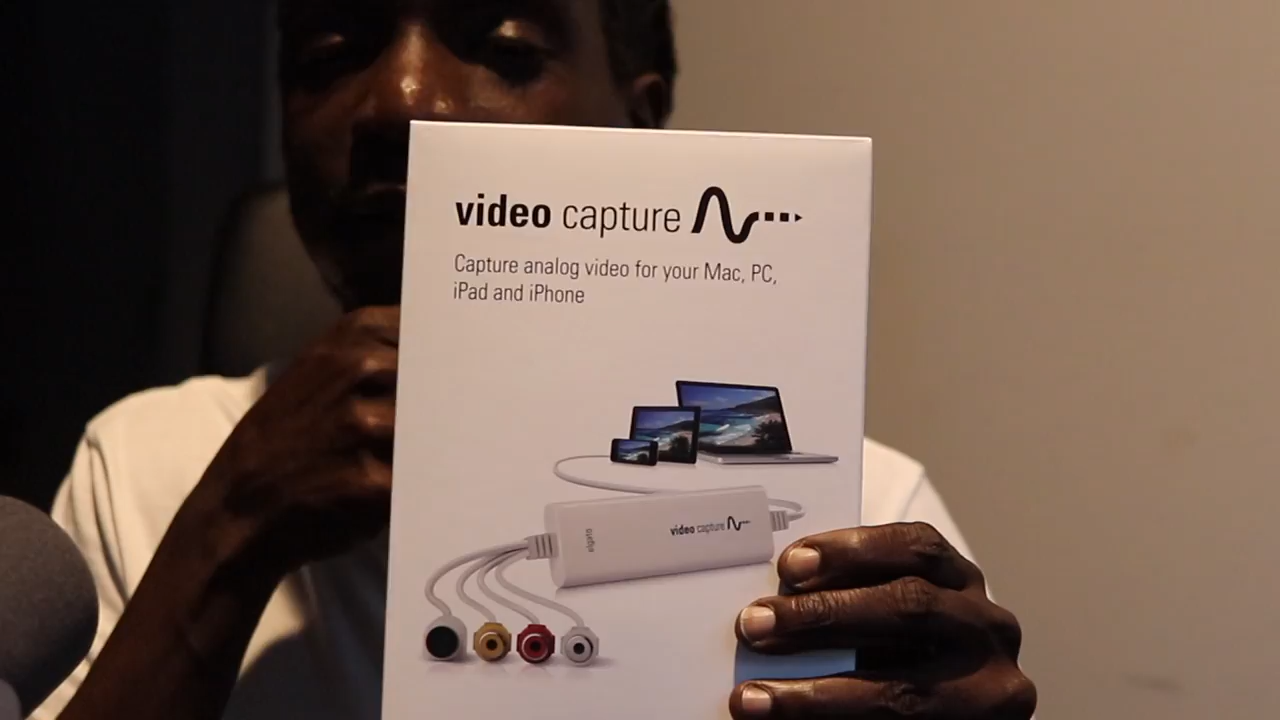 video capture
Capture analog video for your Mac, PC,
iPad and iPhone
elgato
video capture